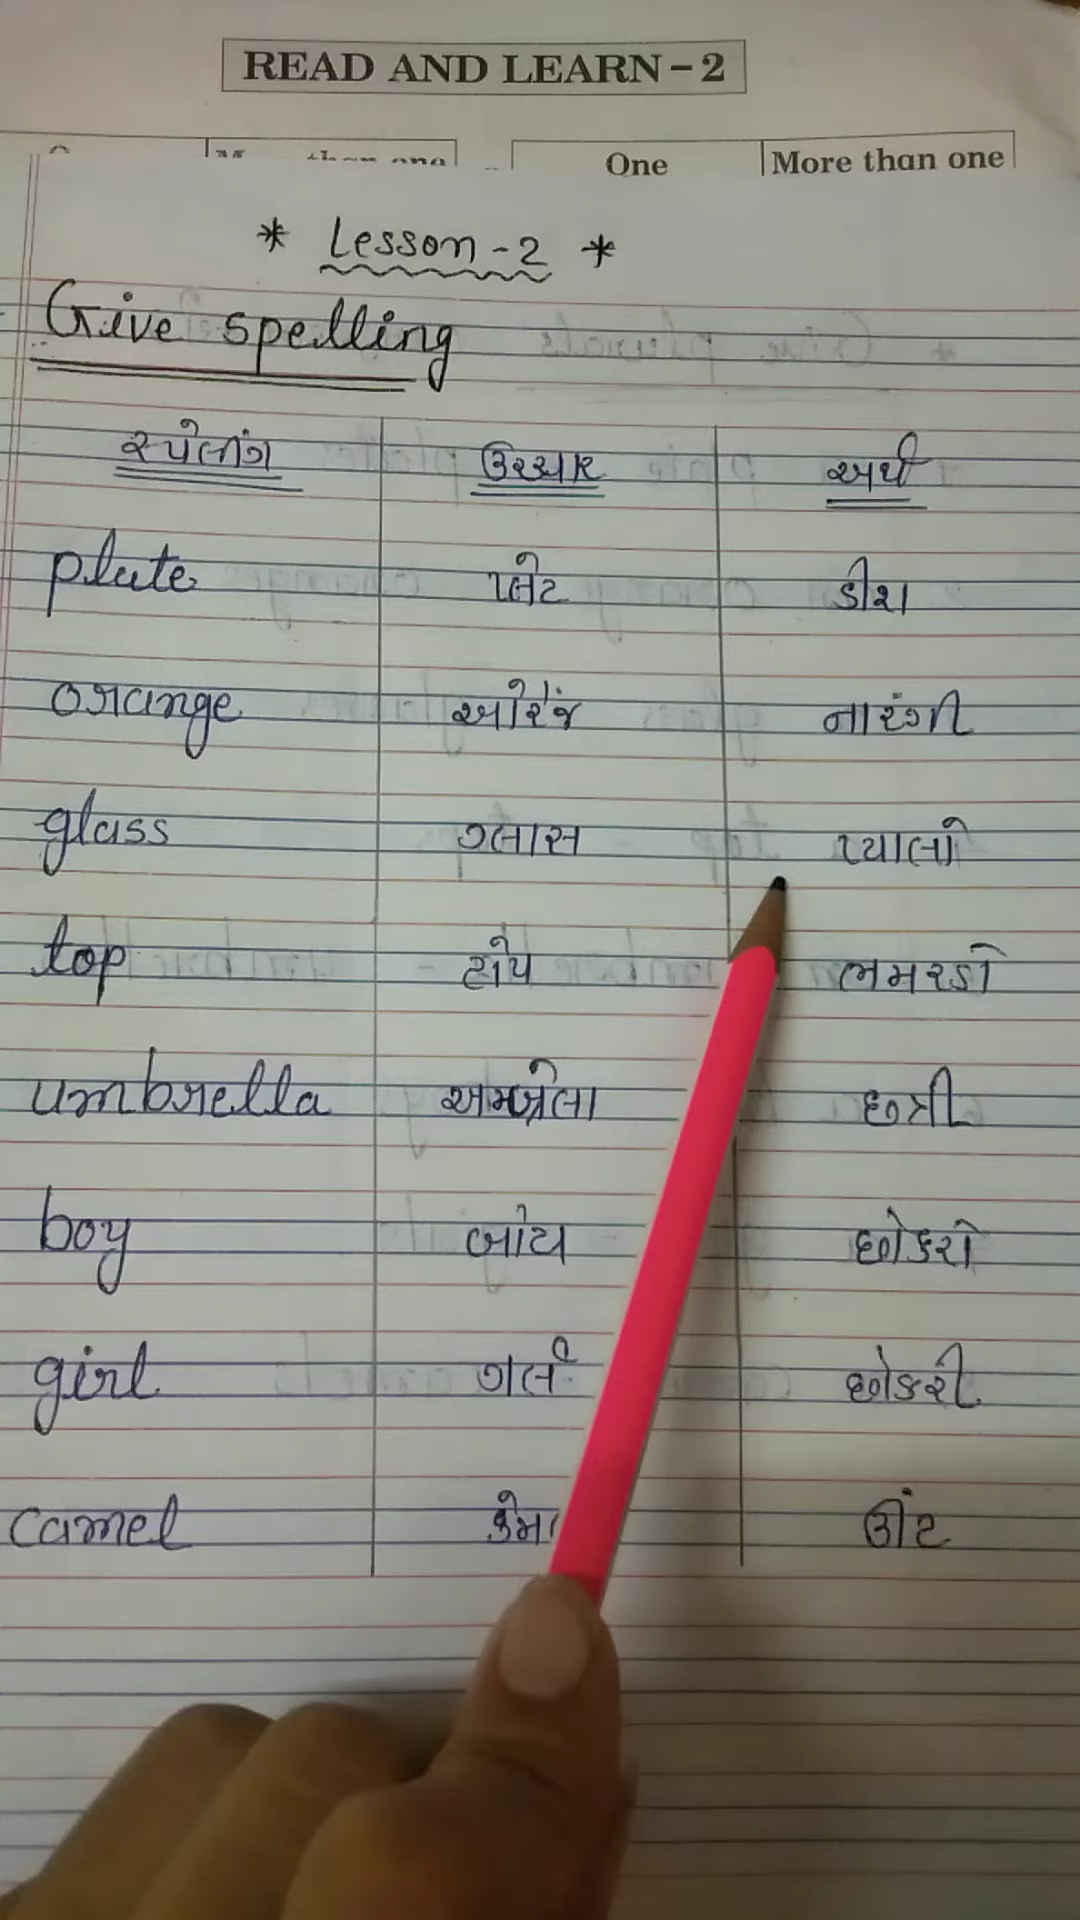 READ AND LEARN - 2
One More than one
* Lesson - 2 *
Give spelling
સ્પેલીંગ ઉચ્ચાર અર્થ
plate પ્લેટ ડીશ
orange ઓરેંજ નારંગી
glass ગ્લાસ પ્યાલો
top ટોપ ભમરડો
umbrella અમ્બ્રેલા છત્રી
boy બોય છોકરો
girl ગર્લ છોકરી
camel ઊંટ